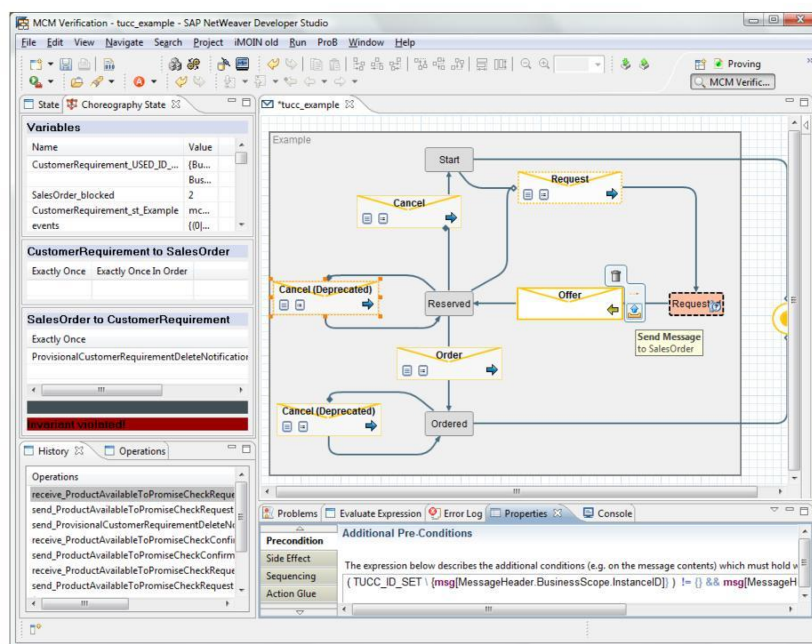 MCM Verification - tucc_example - SAP NetWeaver Developer Studio
File Edit View Navigate Search Project iMOIN old Run ProB Window Help
Proving
MCM Verific...
State Choreography State
*tucc_example
Variables
Name Value
CustomerRequirement_USED_ID_... {Bu...
Bus...
SalesOrder_blocked 2
CustomerRequirement_st_Example mc...
events {(0|...
CustomerRequirement to SalesOrder
Exactly Once Exactly Once In Order
SalesOrder to CustomerRequirement
Exactly Once
ProvisionalCustomerRequirementDeleteNotification
Invariant violated!
Example
Start
Request
Cancel
Cancel (Deprecated)
Reserved
Offer
Request
Send Message
to SalesOrder
Order
Cancel (Deprecated)
Ordered
History Operations
Operations
receive_ProductAvailableToPromiseCheckReque
send_ProductAvailableToPromiseCheckRequest
send_ProvisionalCustomerRequirementDeleteNo
receive_ProductAvailableToPromiseCheckConfi
send_ProductAvailableToPromiseCheckConfirm
receive_ProductAvailableToPromiseCheckReque
send_ProductAvailableToPromiseCheckRequest
Problems Evaluate Expression Error Log Properties Console
Precondition
Side Effect
Sequencing
Action Glue
Additional Pre-Conditions
The expression below describes the additional conditions (e.g. on the message contents) which must hold w
( TUCC_ID_SET \ {msg[MessageHeader.BusinessScope.InstanceID]} ) != {} && msg[MessageH